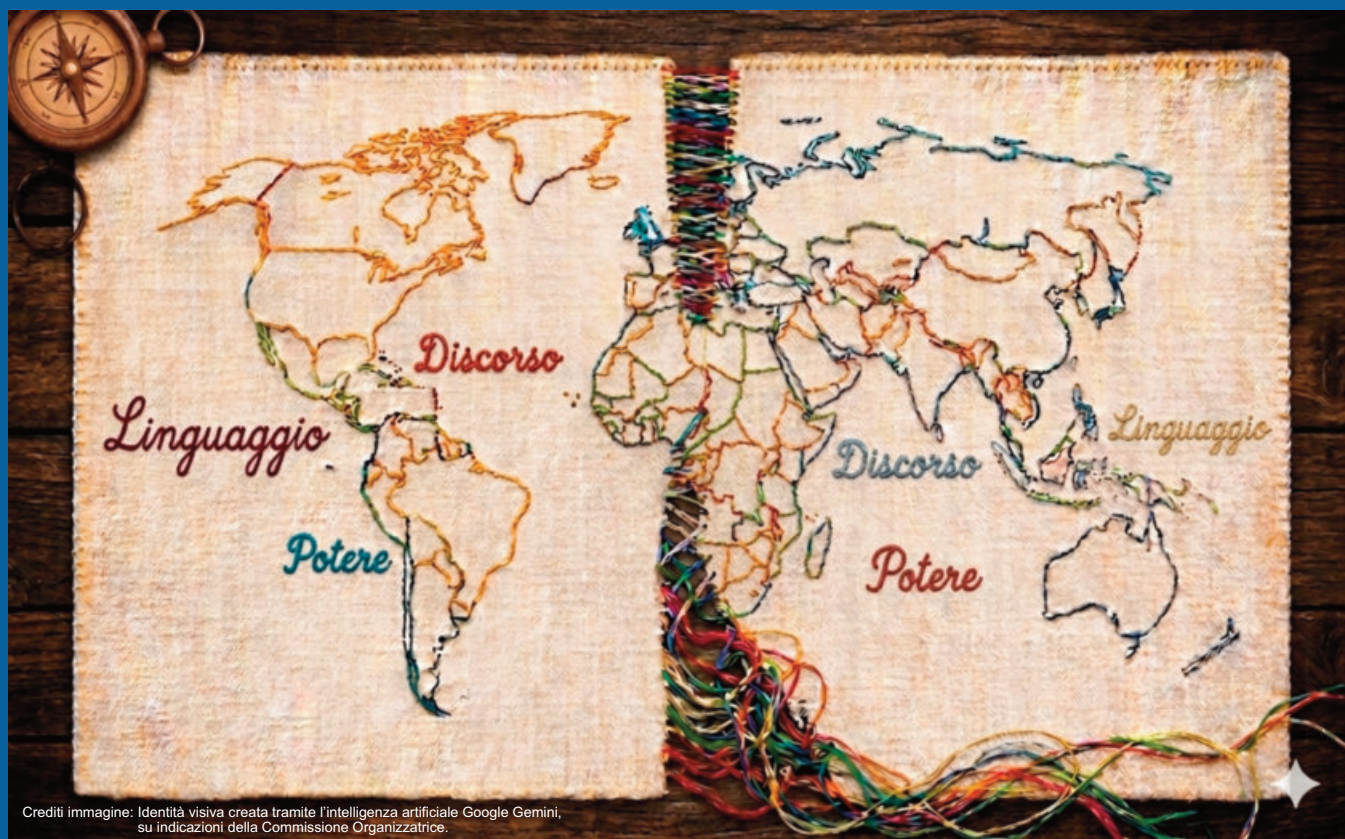 Discorso
Linguaggio
Potere
Linguaggio
Discorso
Potere
Crediti immagine: Identità visiva creata tramite l'intelligenza artificiale Google Gemini,
su indicazioni della Commissione Organizzatrice.